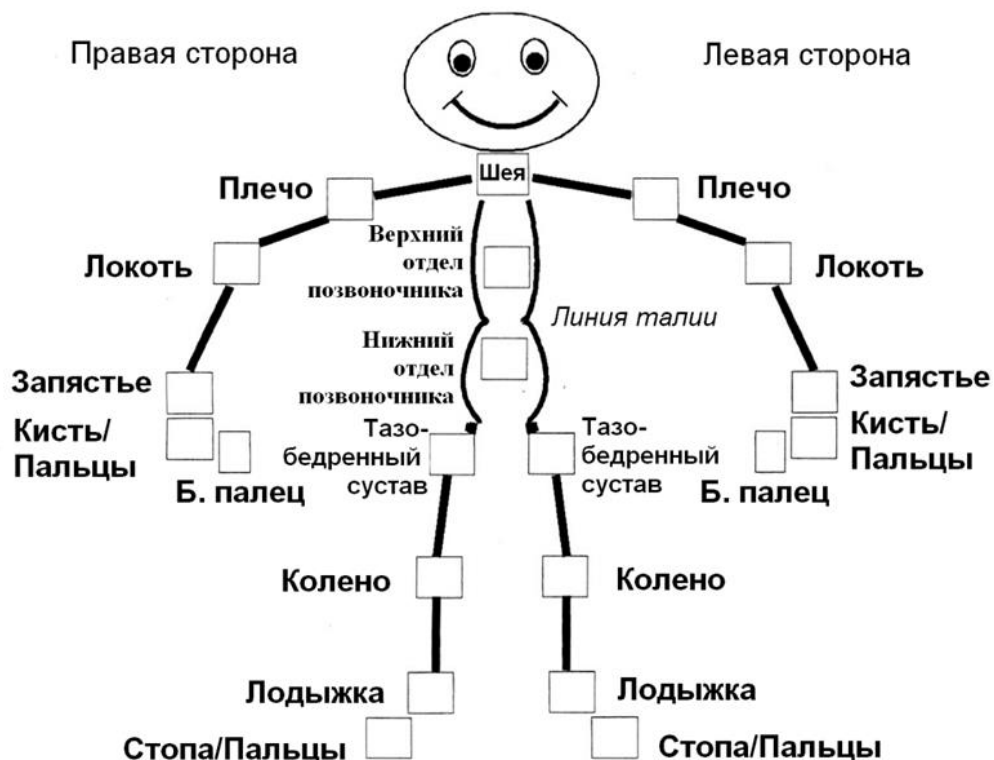 Правая сторона
Левая сторона
Шея
Плечо
Плечо
Верхний
отдел
позвоночника
Локоть
Локоть
Линия талии
Нижний
отдел
позвоночника
Запястье
Запястье
Кисть/
Пальцы
Кисть/
Пальцы
Тазо-
бедренный
сустав
Тазо-
бедренный
сустав
Б. палец
Б. палец
Колено
Колено
Лодыжка
Лодыжка
Стопа/Пальцы
Стопа/Пальцы